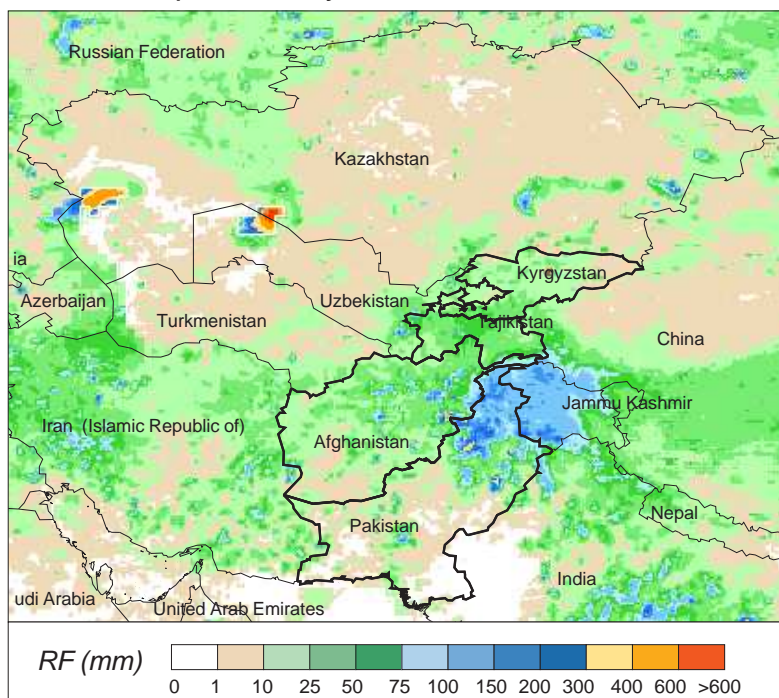 Russian Federation
Kazakhstan
ia
Kyrgyzstan
Azerbaijan
Uzbekistan
Turkmenistan
Tajikistan
China
Jammu Kashmir
Iran (Islamic Republic of)
Afghanistan
Nepal
Pakistan
India
udi Arabia
United Arab Emirates
RF (mm)
0 1 10 25 50 75 100 150 200 300 400 600 >600